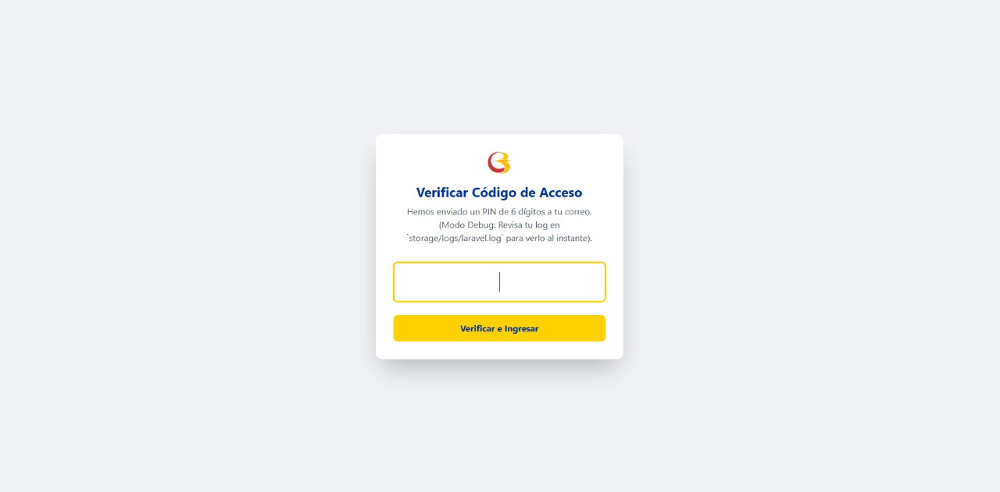 Verificar Código de Acceso
Hemos enviado un PIN de 6 dígitos a tu correo.
(Modo Debug: Revisa tu log en
`storage/logs/laravel.log` para verlo al instante).
Verificar e Ingresar